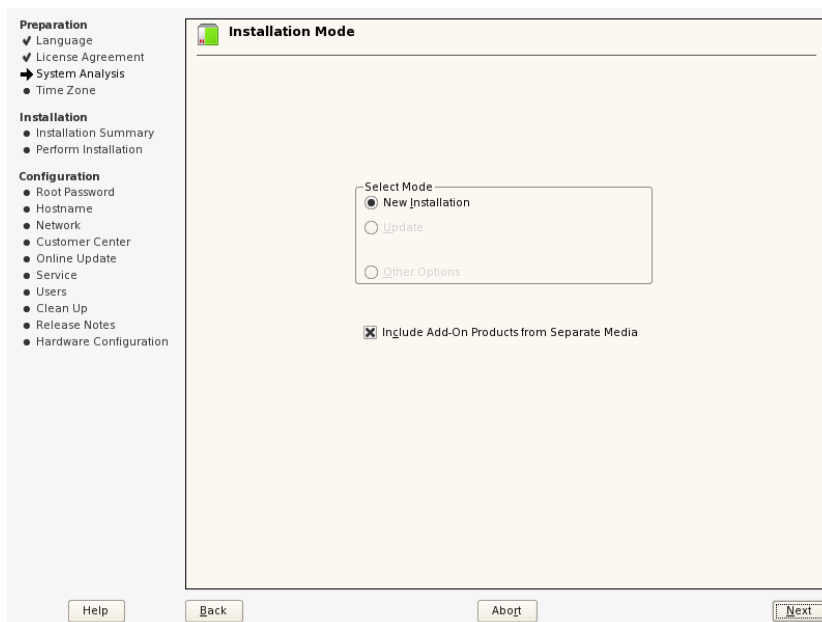 Preparation
Language
License Agreement
System Analysis
Time Zone
Installation
Installation Summary
Perform Installation
Configuration
Root Password
Hostname
Network
Customer Center
Online Update
Service
Users
Clean Up
Release Notes
Hardware Configuration
N
Installation Mode
Select Mode
New Installation
Update
Other Options
Include Add-On Products from Separate Media
Help
Back
Abort
Next